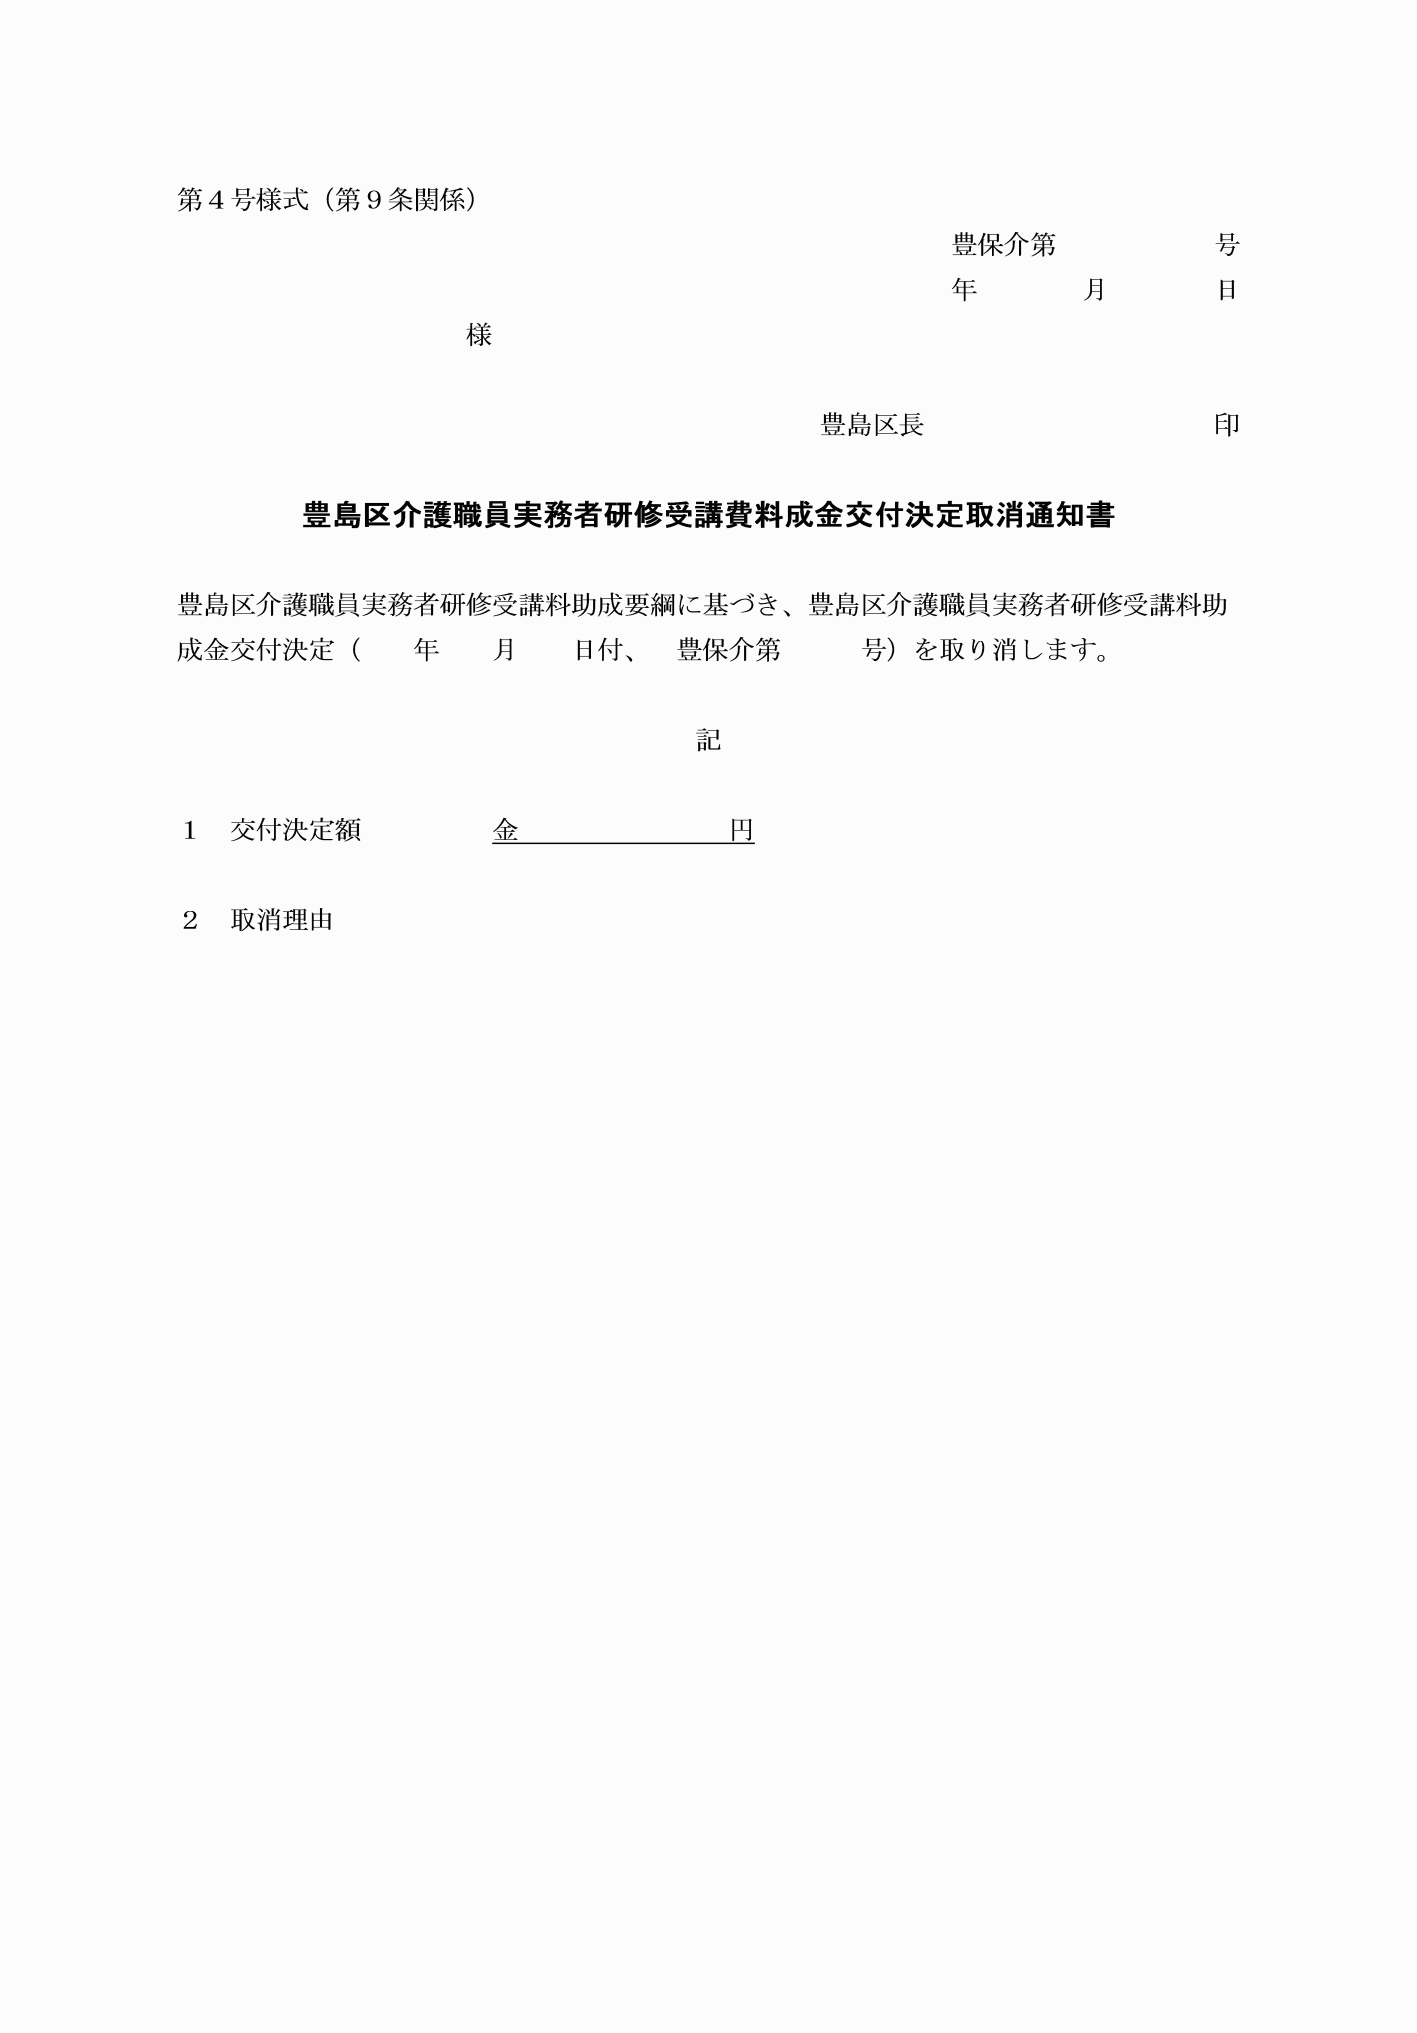 第４号様式（第９条関係）
豊保介第　　　　　　号
年　　　　月　　　　日
様
豊島区長　　　　　　　　　　　印
豊島区介護職員実務者研修受講費料成金交付決定取消通知書
豊島区介護職員実務者研修受講料助成要綱に基づき、豊島区介護職員実務者研修受講料助
成金交付決定（　　年　　月　　日付、　豊保介第　　　号）を取り消します。
記
１　交付決定額　　　　　金　　　　　　　　円
２　取消理由